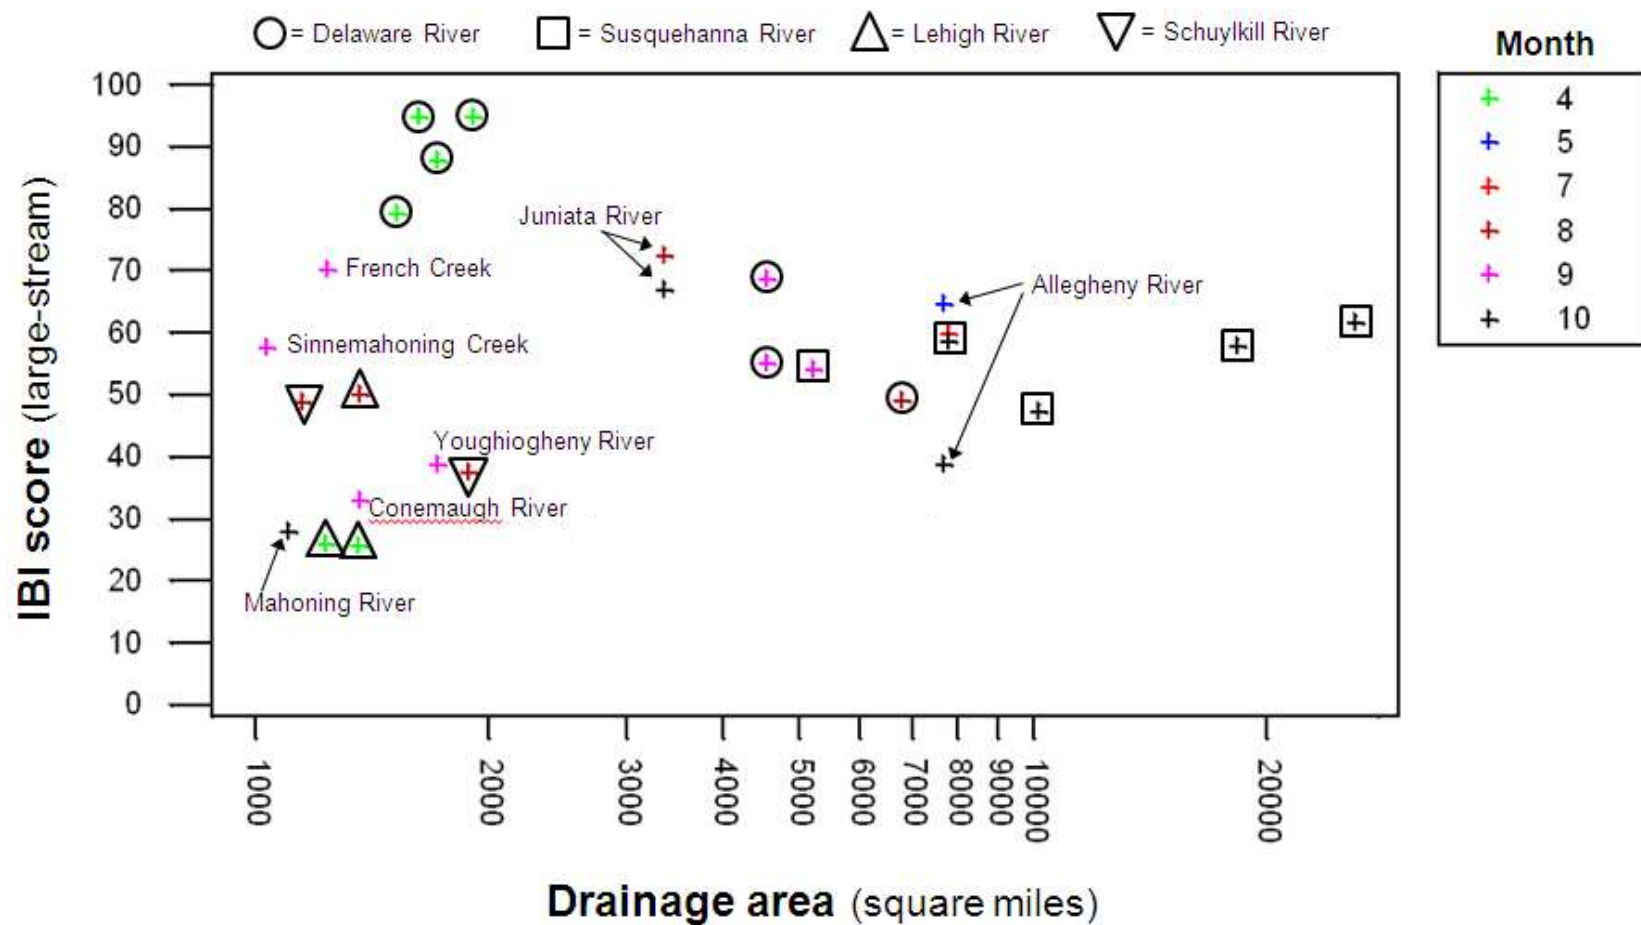 = Delaware River = Susquehanna River = Lehigh River = Schuylkill River
Month
4
5
7
8
9
10
IBI score (large-stream)
100
90
80
70
60
50
40
30
20
10
0
Juniata River
French Creek
Allegheny River
Sinnemahoning Creek
Youghiogheny River
Conemaugh River
Mahoning River
1000
2000
3000
4000
5000
6000
7000
8000
9000
10000
20000
Drainage area (square miles)